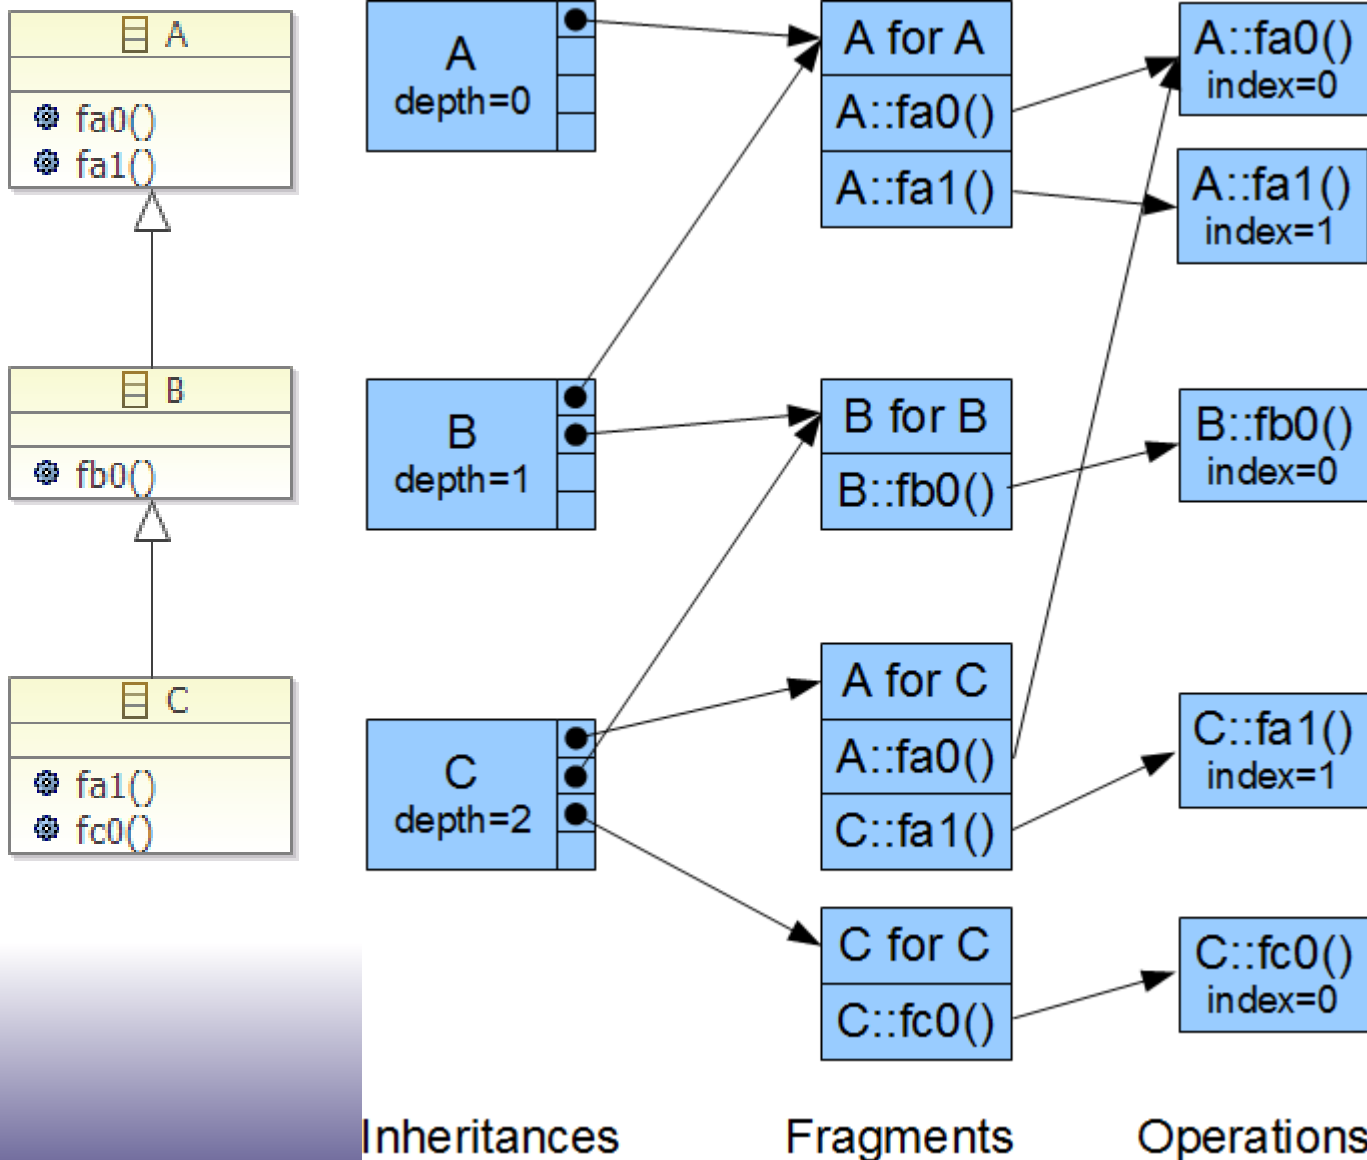 A
fa0()
fa1()
B
fb0()
C
fa1()
fc0()
A
depth=0
B
depth=1
C
depth=2
Inheritances
A for A
A::fa0()
A::fa1()
B for B
B::fb0()
A for C
A::fa0()
C::fa1()
C for C
C::fc0()
Fragments
A::fa0()
index=0
A::fa1()
index=1
B::fb0()
index=0
C::fa1()
index=1
C::fc0()
index=0
Operations